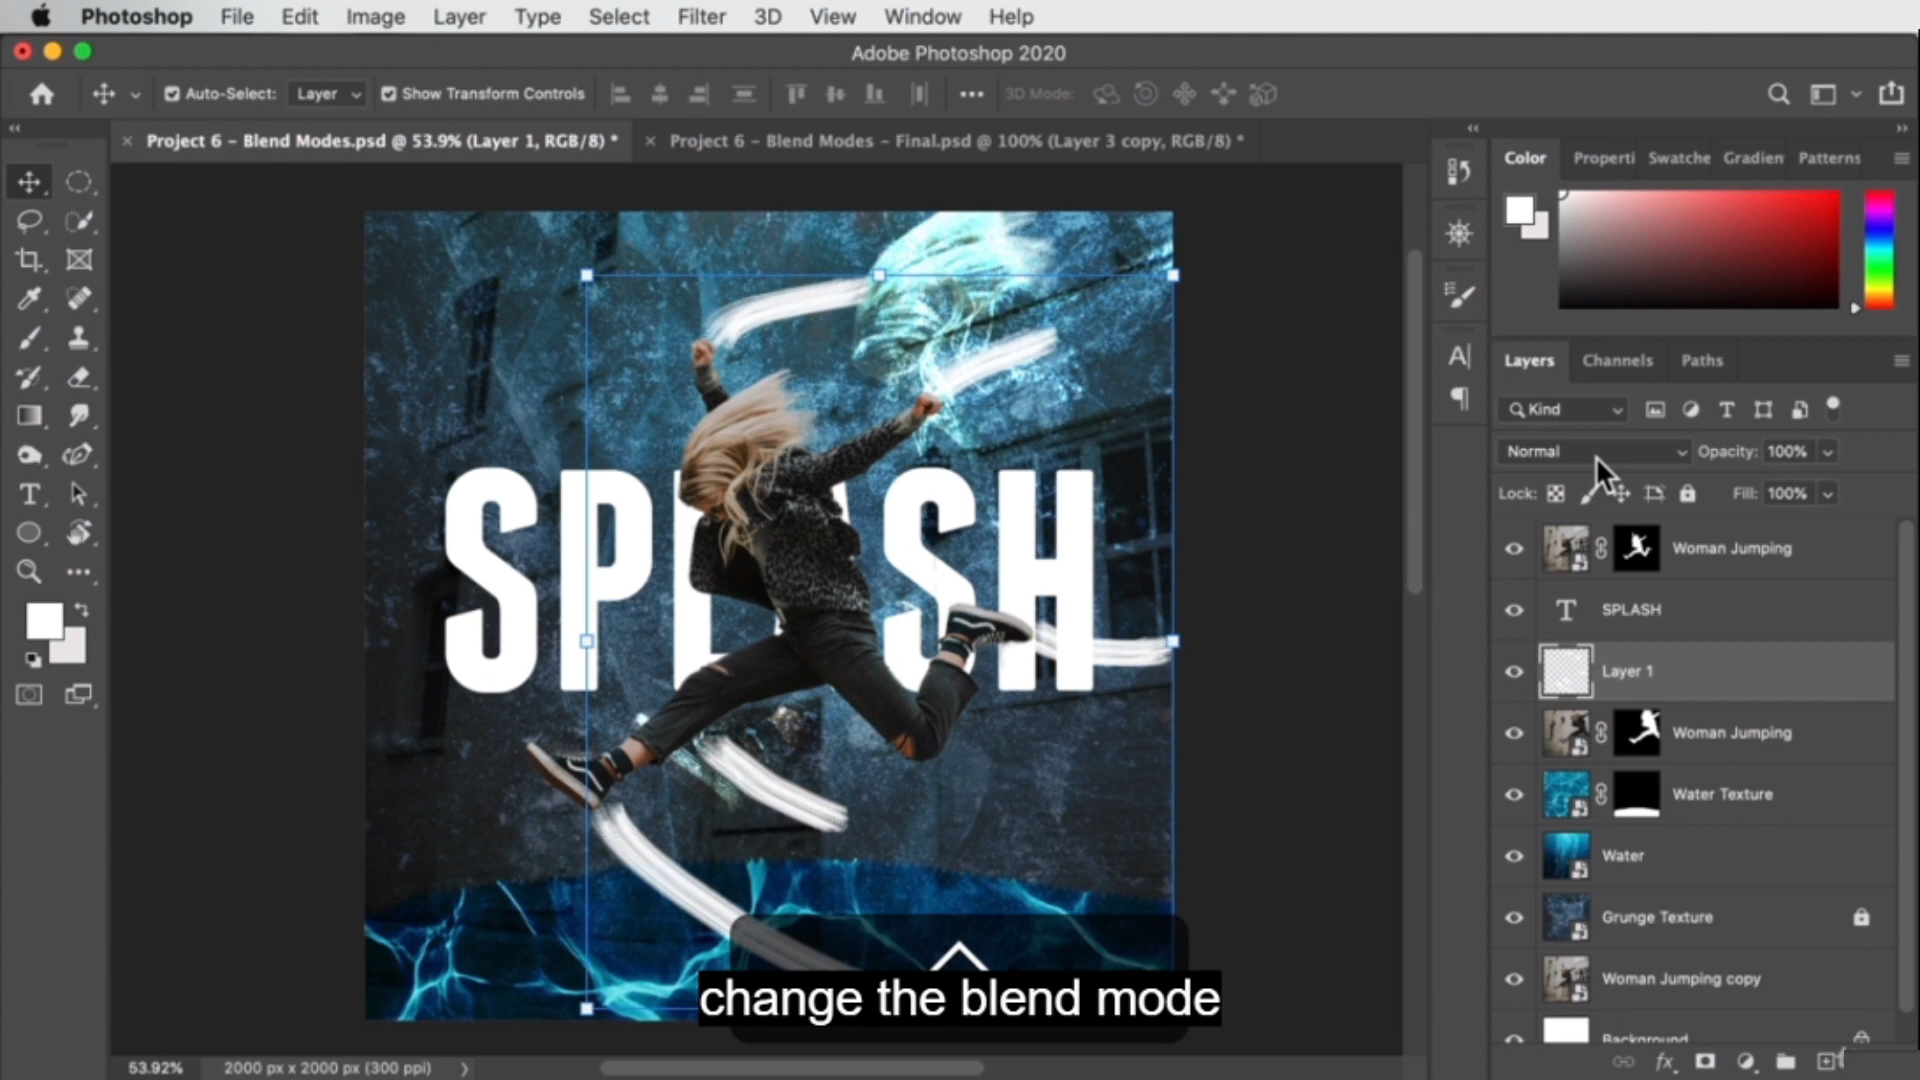 Photoshop File Edit Image Layer Type Select Filter 3D View Window Help
Adobe Photoshop 2020
Auto-Select: Layer Show Transform Controls 3D Mode:
Project 6 - Blend Modes.psd @ 53.9% (Layer 1, RGB/8) * Project 6 - Blend Modes - Final.psd @ 100% (Layer 3 copy, RGB/8) *
Color Properti Swatche Gradien Patterns
Layers Channels Paths
Kind
Normal Opacity: 100%
Lock: Fill: 100%
Woman Jumping
SPLASH
Layer 1
Woman Jumping
Water Texture
Water
Grunge Texture
Woman Jumping copy
Background
SPLASH
change the blend mode
53.92% 2000 px x 2000 px (300 ppi)